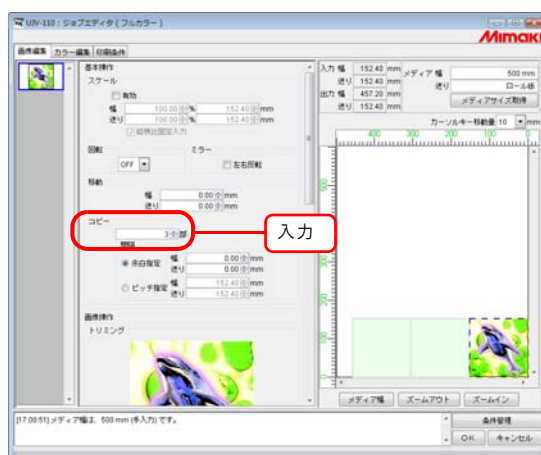 UJV-110 : ジョブエディタ ( フルカラー )
Mimaki
画像編集 カラー編集 印刷条件
基本操作
スケール
有効
幅 100.00 % 152.40 mm
送り 100.00 % 152.40 mm
縦横比固定入力
回転 ミラー
OFF 左右反転
移動
幅 0.00 mm
送り 0.00 mm
コピー
3 部
入力
間隔
余白指定 幅 0.00 mm
送り 0.00 mm
ピッチ指定 幅 152.40 mm
送り 152.40 mm
画像操作
トリミング
入力 幅 152.40 mm
送り 152.40 mm
出力 幅 457.20 mm
送り 152.40 mm
メディア 幅 500 mm
送り ロール紙
メディアサイズ取得
カーソルキー移動量 10 mm
400 300 200 100 0
500
200
0
メディア幅 ズームアウト ズームイン
[17:00:51] メディア幅は、500 mm (手入力) です。
条件管理
OK キャンセル